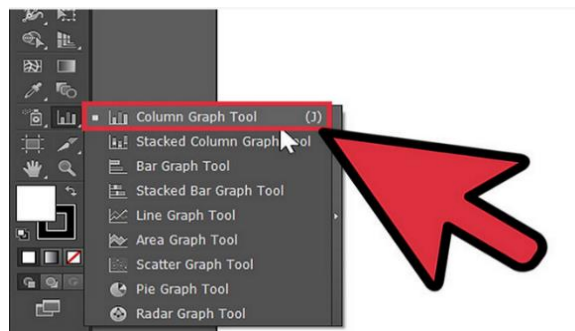 Column Graph Tool (J)
Stacked Column Graph Tool
Bar Graph Tool
Stacked Bar Graph Tool
Line Graph Tool
Area Graph Tool
Scatter Graph Tool
Pie Graph Tool
Radar Graph Tool